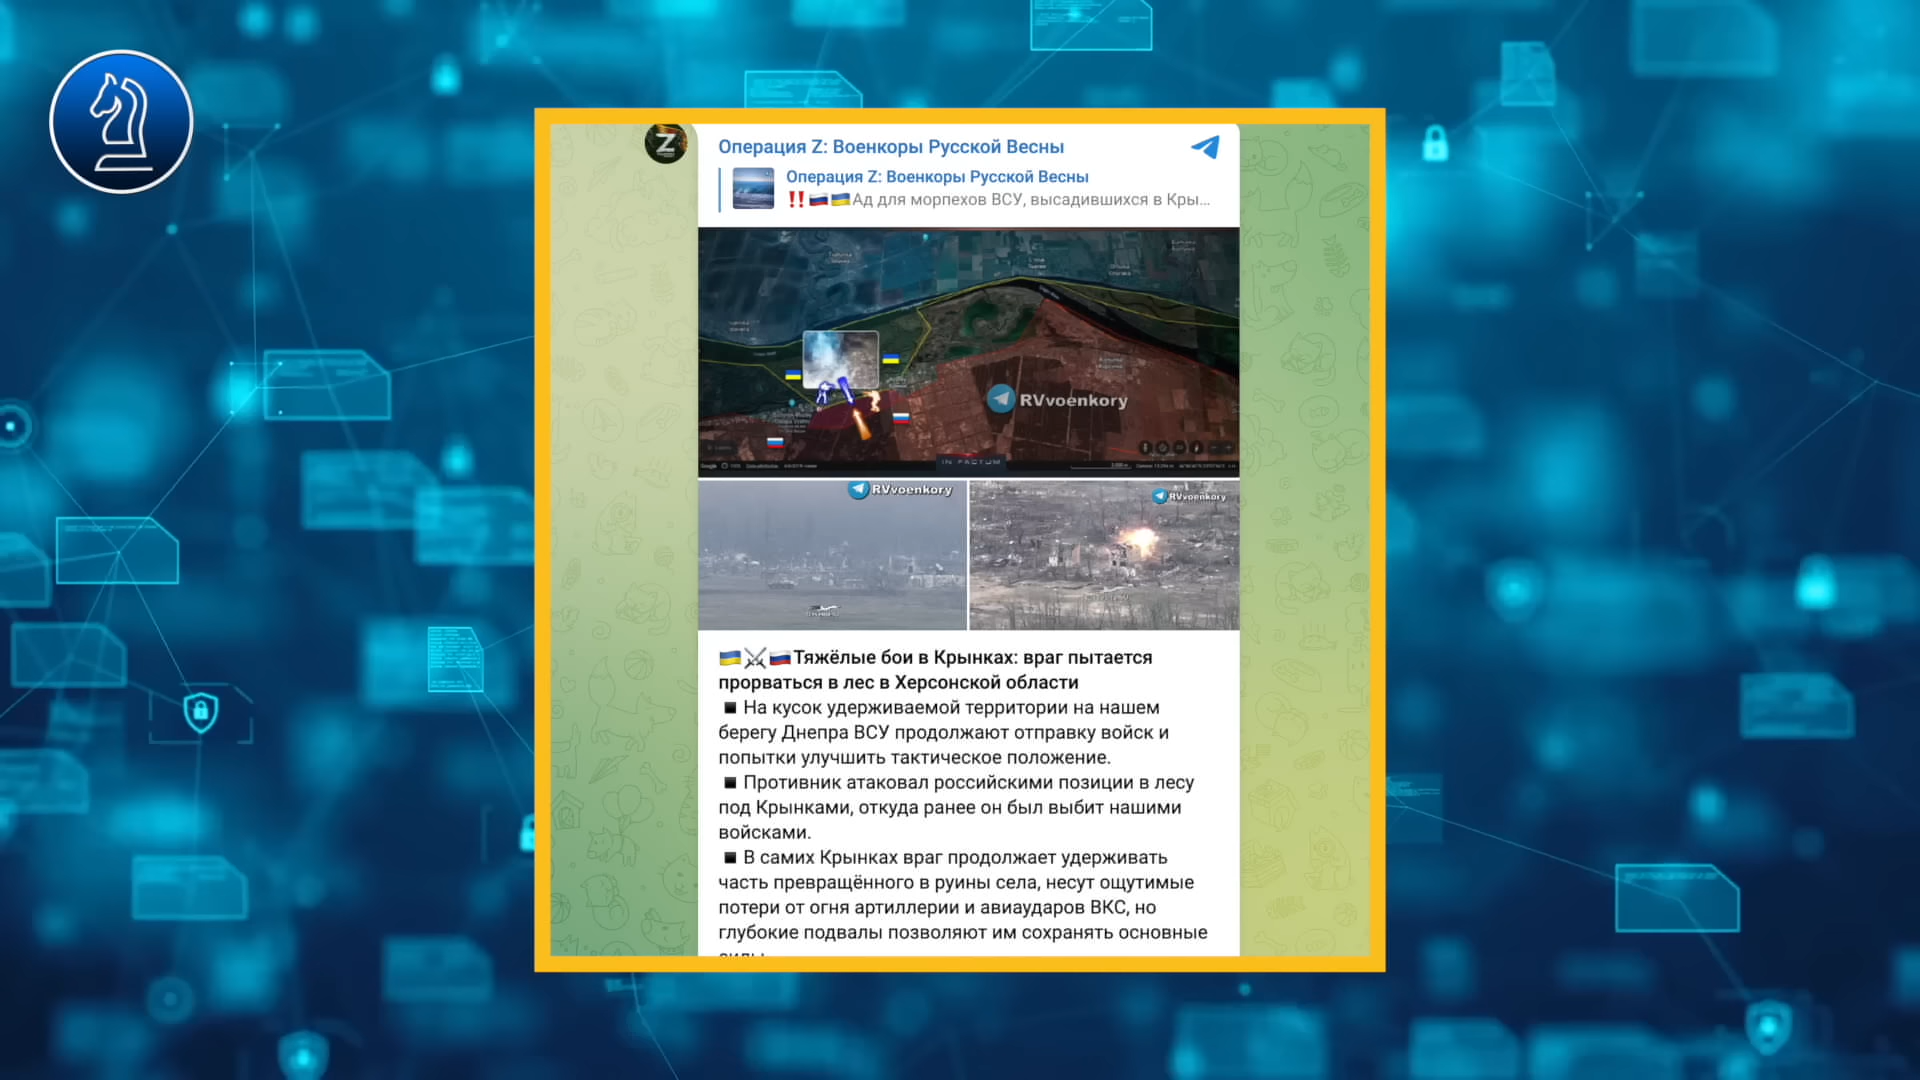 Операция Z: Военкоры Русской Весны
Операция Z: Военкоры Русской Весны
‼️🇷🇺🇺🇦Ад для морпехов ВСУ, высадившихся в Кры...
RVvoenkory
IN FACTUM
RVvoenkory
RVvoenkory
🇺🇦⚔️🇷🇺Тяжёлые бои в Крынках: враг пытается
прорваться в лес в Херсонской области
▪️На кусок удерживаемой территории на нашем
берегу Днепра ВСУ продолжают отправку войск и
попытки улучшить тактическое положение.
▪️Противник атаковал российскими позиции в лесу
под Крынками, откуда ранее он был выбит нашими
войсками.
▪️В самих Крынках враг продолжает удерживать
часть превращённого в руины села, несут ощутимые
потери от огня артиллерии и авиаударов ВКС, но
глубокие подвалы позволяют им сохранять основные